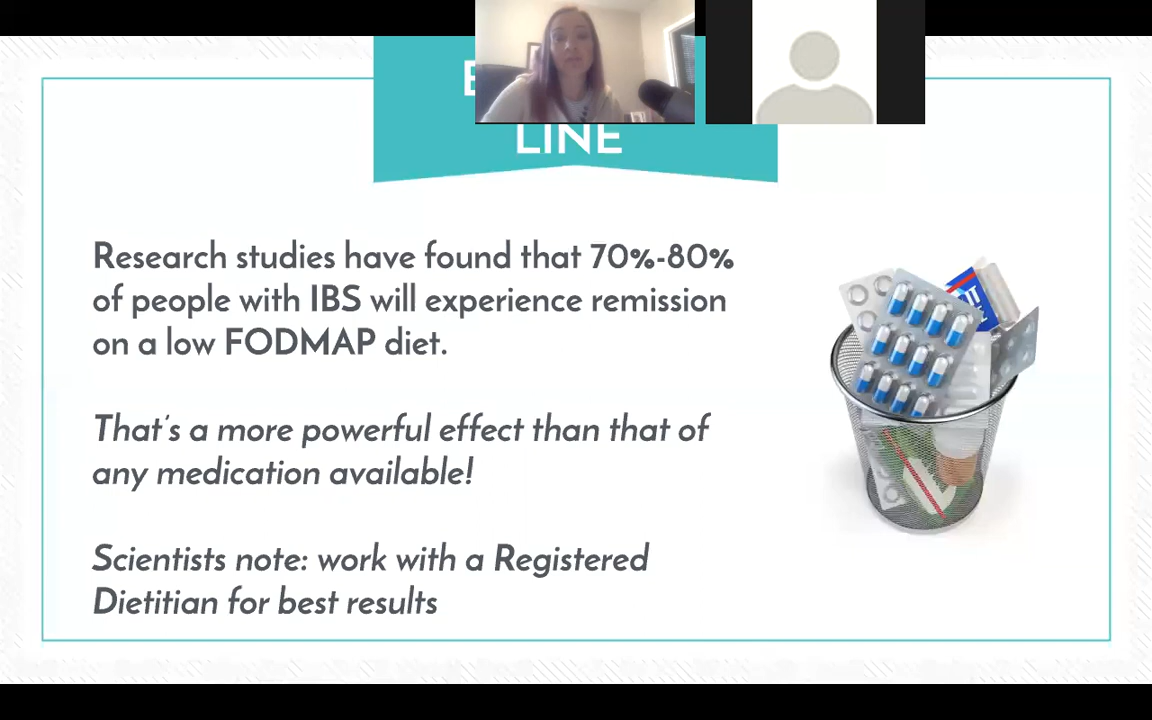 LINE
Research studies have found that 70%-80%
of people with IBS will experience remission
on a low FODMAP diet.
That's a more powerful effect than that of
any medication available!
Scientists note: work with a Registered
Dietitian for best results